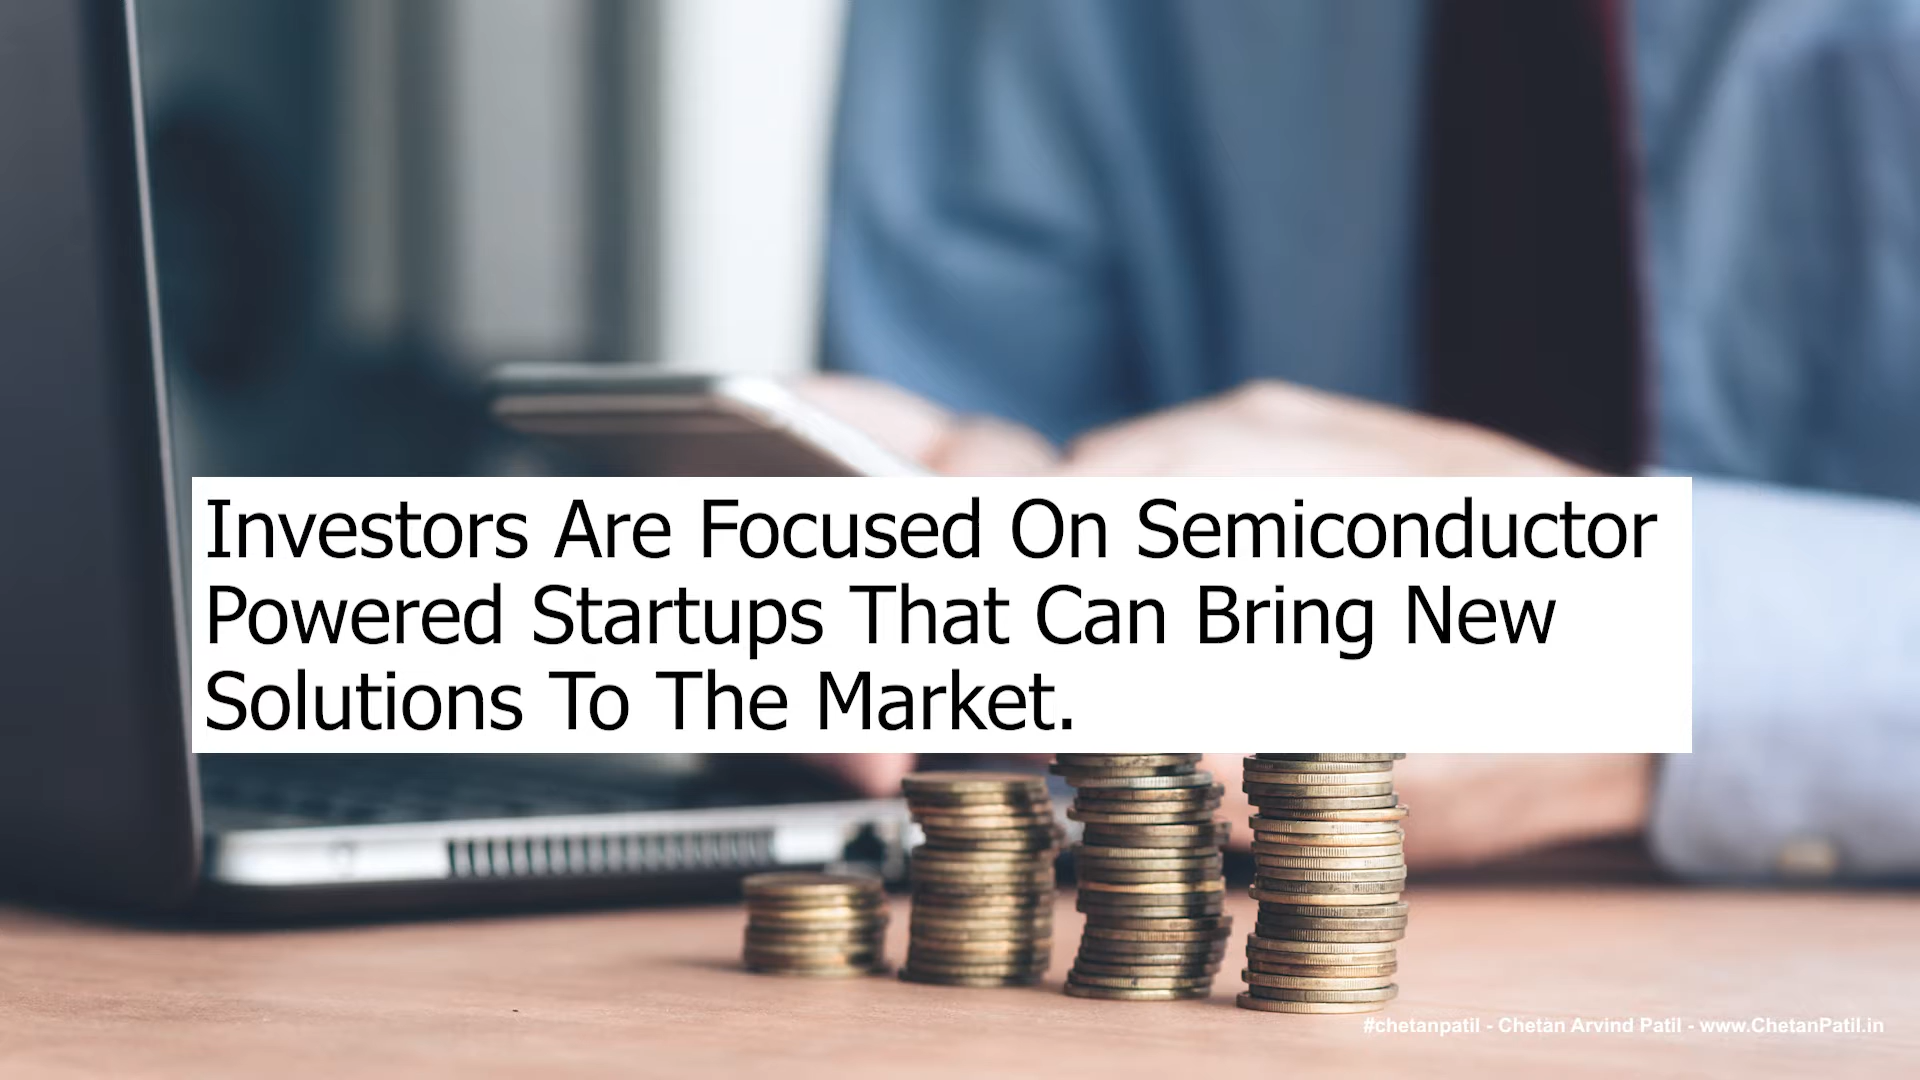 Investors Are Focused On Semiconductor
Powered Startups That Can Bring New
Solutions To The Market.
#chetanpatil - Chetan Arvind Patil - www.ChetanPatil.in